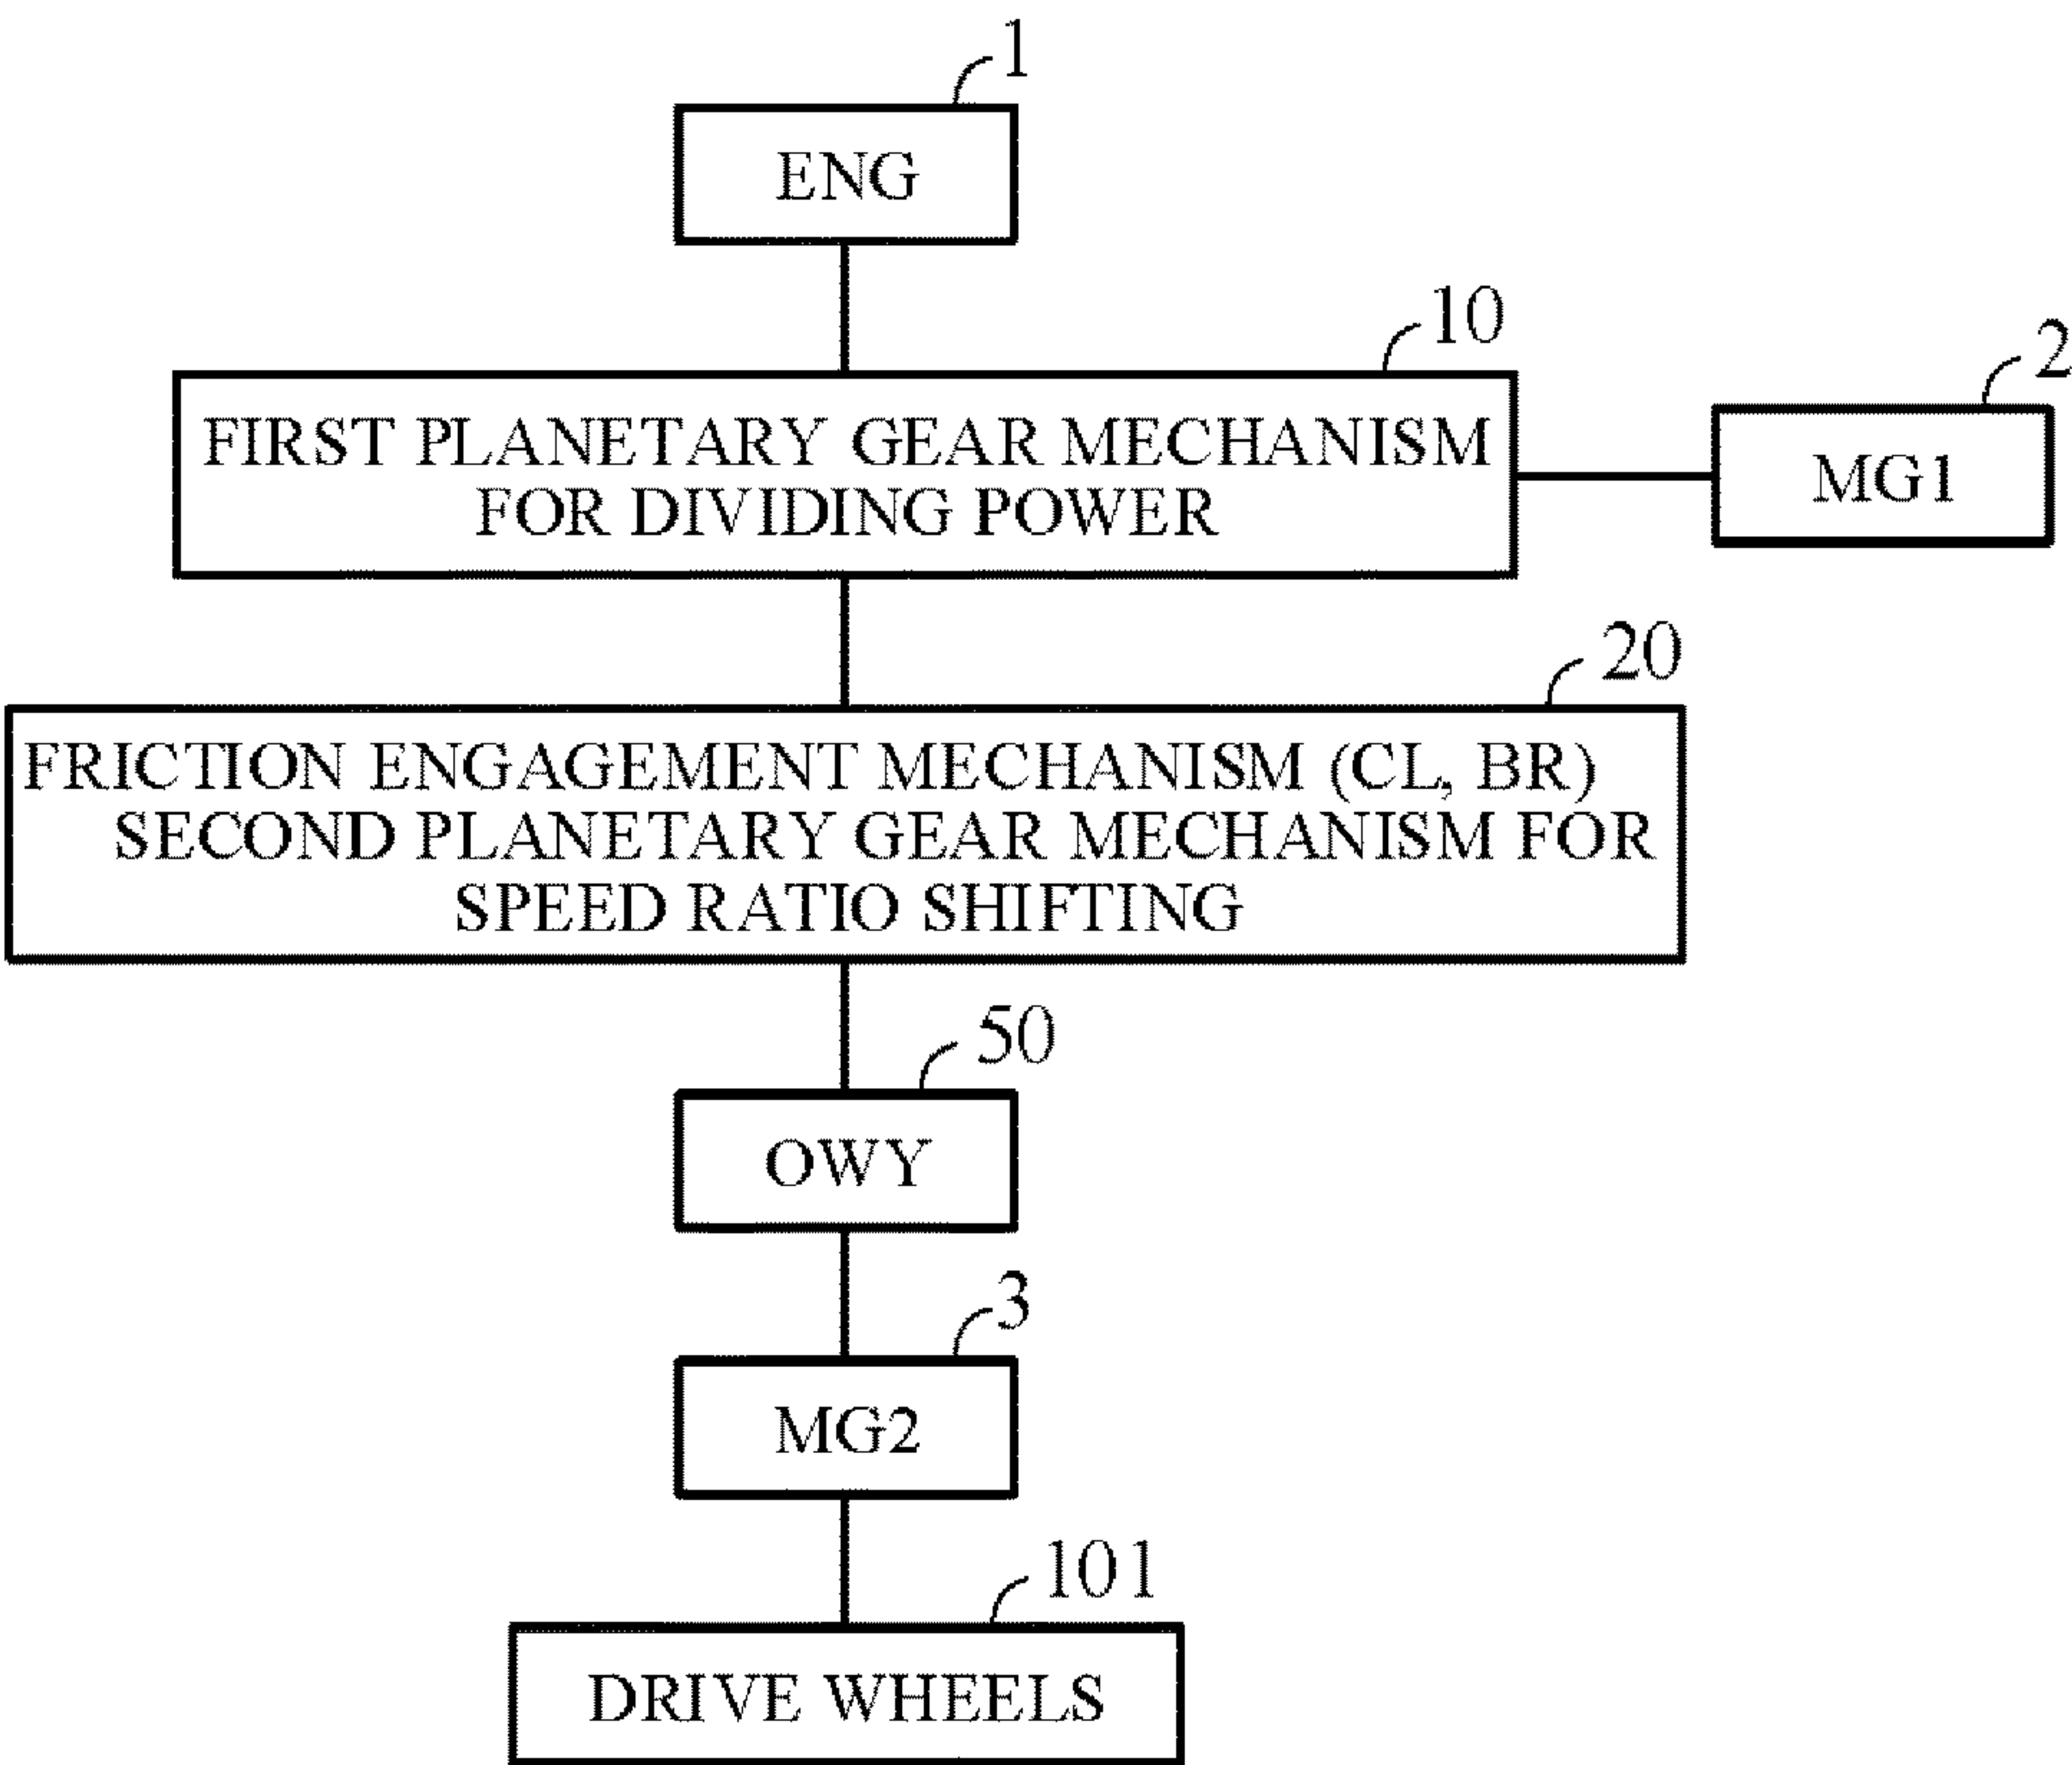 1
ENG
10
FIRST PLANETARY GEAR MECHANISM
FOR DIVIDING POWER
2
MG1
20
FRICTION ENGAGEMENT MECHANISM (CL, BR)
SECOND PLANETARY GEAR MECHANISM FOR
SPEED RATIO SHIFTING
50
OWY
3
MG2
101
DRIVE WHEELS